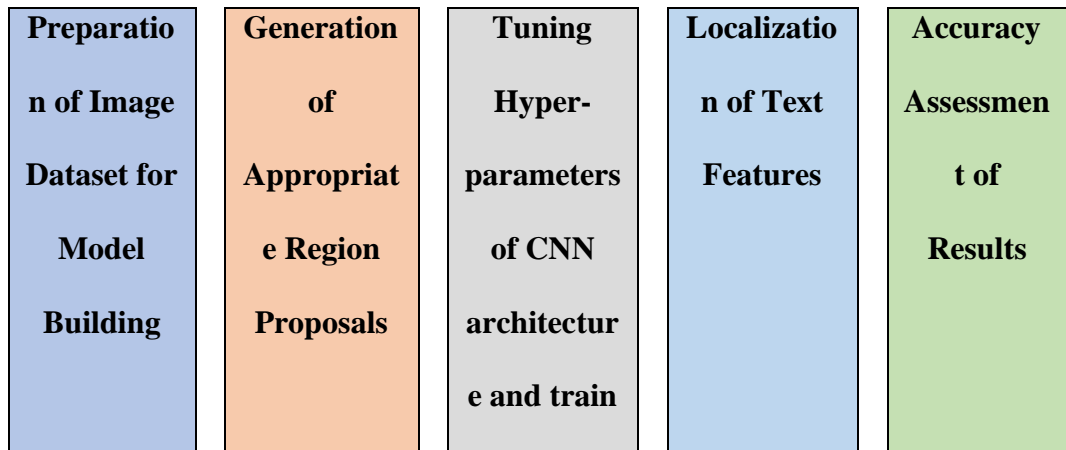 Preparatio
n of Image
Dataset for
Model
Building
Generation
of
Appropriat
e Region
Proposals
Tuning
Hyper-
parameters
of CNN
architectur
e and train
Localizatio
n of Text
Features
Accuracy
Assessmen
t of
Results